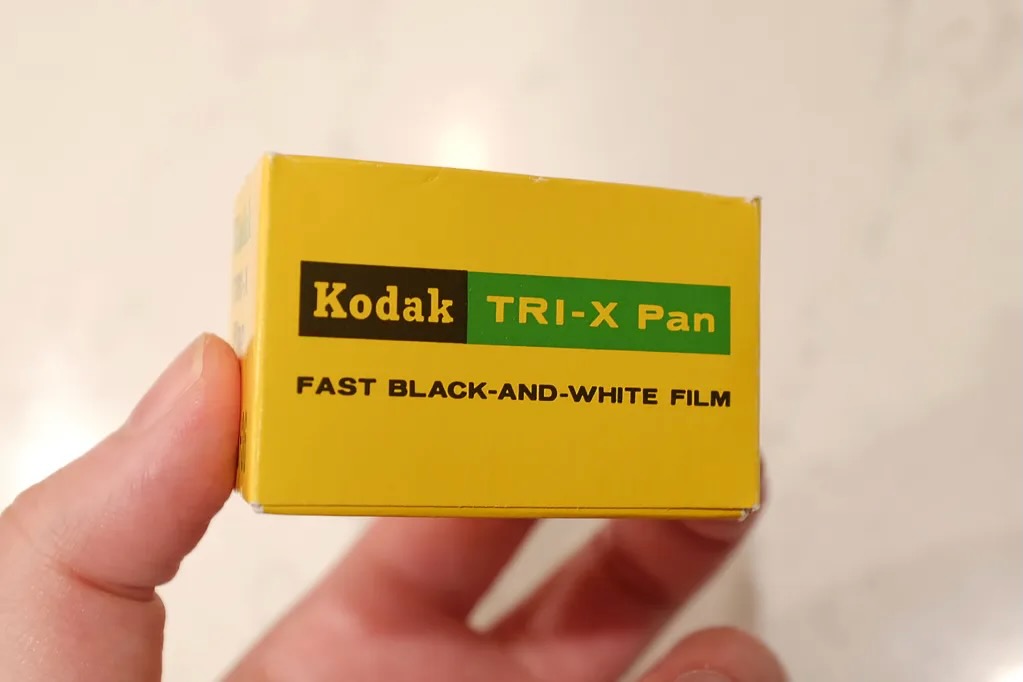 Kodak TRI-X Pan
FAST BLACK-AND-WHITE FILM